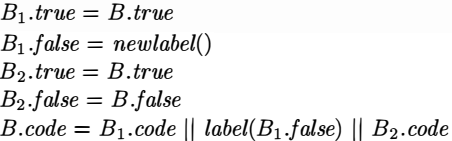 B₁.true = B.true
B₁.false = newlabel()
B₂.true = B.true
B₂.false = B.false
B.code = B₁.code || label(B₁.false) || B₂.code